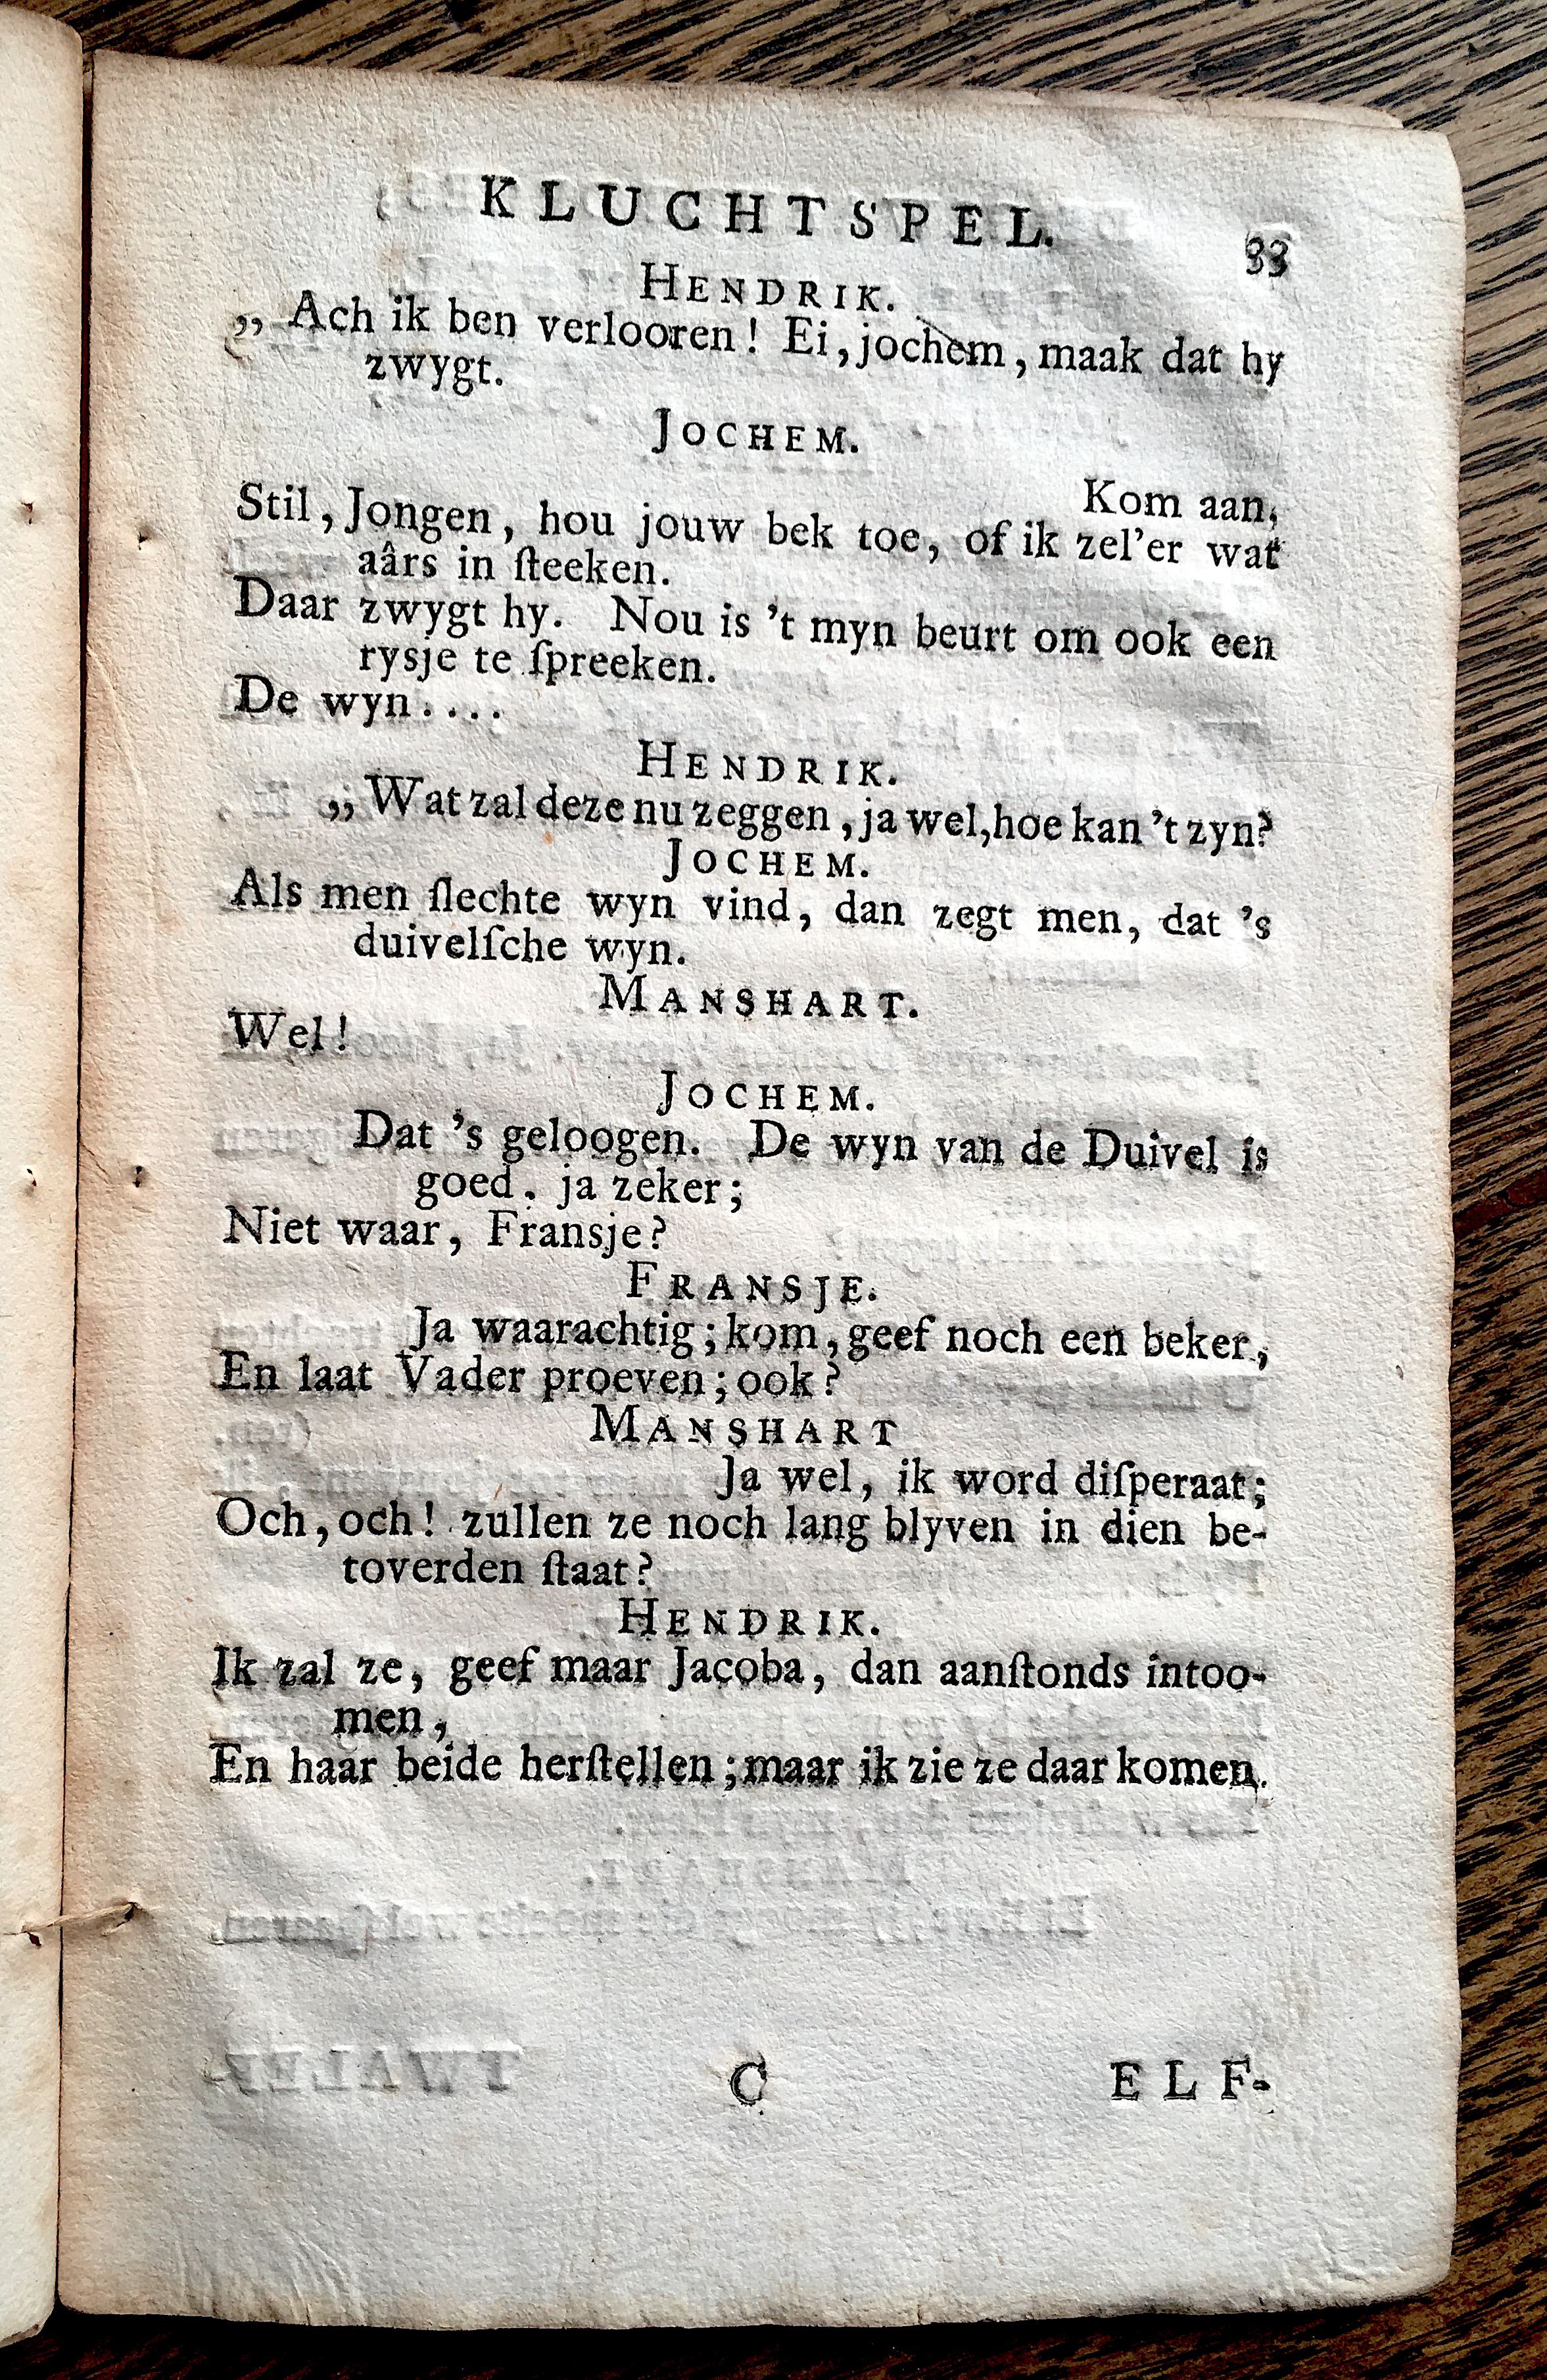 KLUCHTSPEL. 33
HENDRIK.
„ Ach ik ben verlooren! Ei, jochem, maak dat hy
zwygt.
JOCHEM.
Kom aan,
Stil, Jongen, hou jouw bek toe, of ik zel'er wat
aârs in ſteeken.
Daar zwygt hy. Nou is 't myn beurt om ook een
rysje te ſpreeken.
De wyn....
HENDRIK.
„ Wat zal deze nu zeggen, ja wel, hoe kan 't zyn?
JOCHEM.
Als men ſlechte wyn vind, dan zegt men, dat 's
duivelſche wyn.
MANSHART.
Wel!
JOCHEM.
Dat 's geloogen. De wyn van de Duivel is
goed. ja zeker;
Niet waar, Fransje?
FRANSJE.
Ja waarachtig; kom, geef noch een beker,
En laat Vader proeven; ook?
MANSHART
Ja wel, ik word diſperaat;
Och, och! zullen ze noch lang blyven in dien be-
toverden ſtaat?
HENDRIK.
Ik zal ze, geef maar Jacoba, dan aanſtonds intoo-
men,
En haar beide herſtellen; maar ik zie ze daar komen.
C ELF-